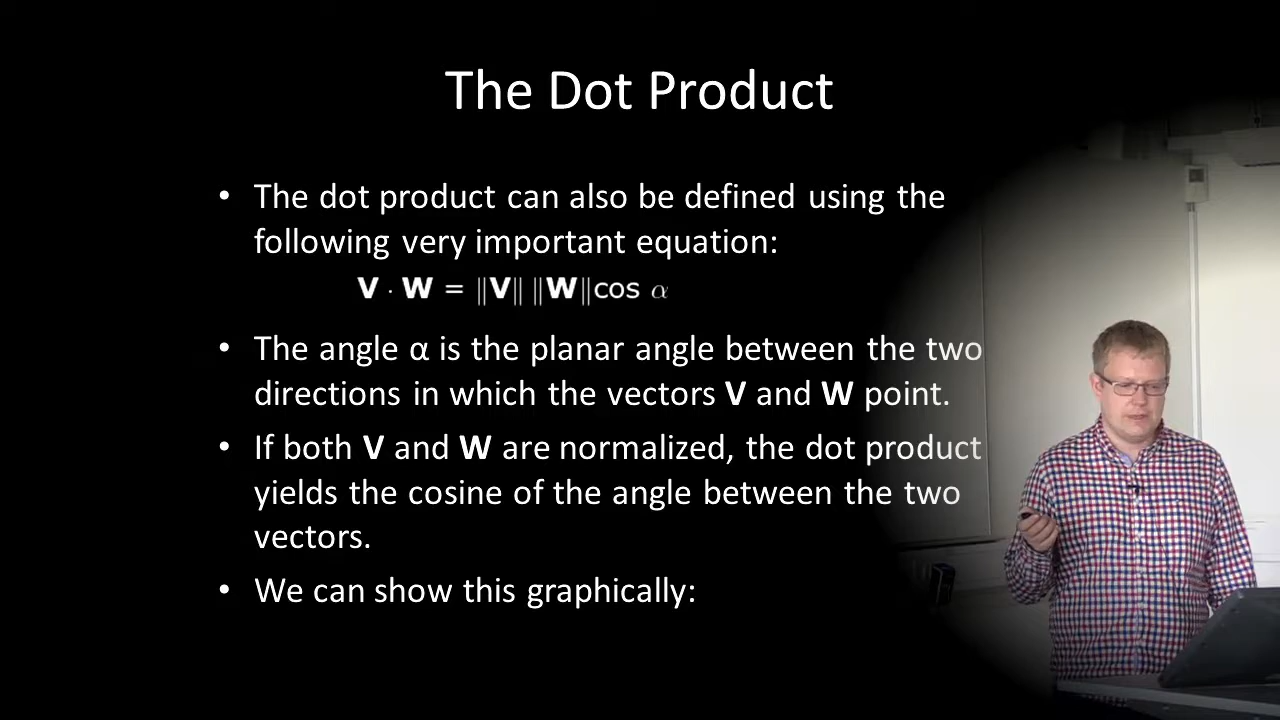 The Dot Product
• The dot product can also be defined using the
following very important equation:
V · W = ‖V‖ ‖W‖cos α
• The angle α is the planar angle between the two
directions in which the vectors V and W point.
• If both V and W are normalized, the dot product
yields the cosine of the angle between the two
vectors.
• We can show this graphically: